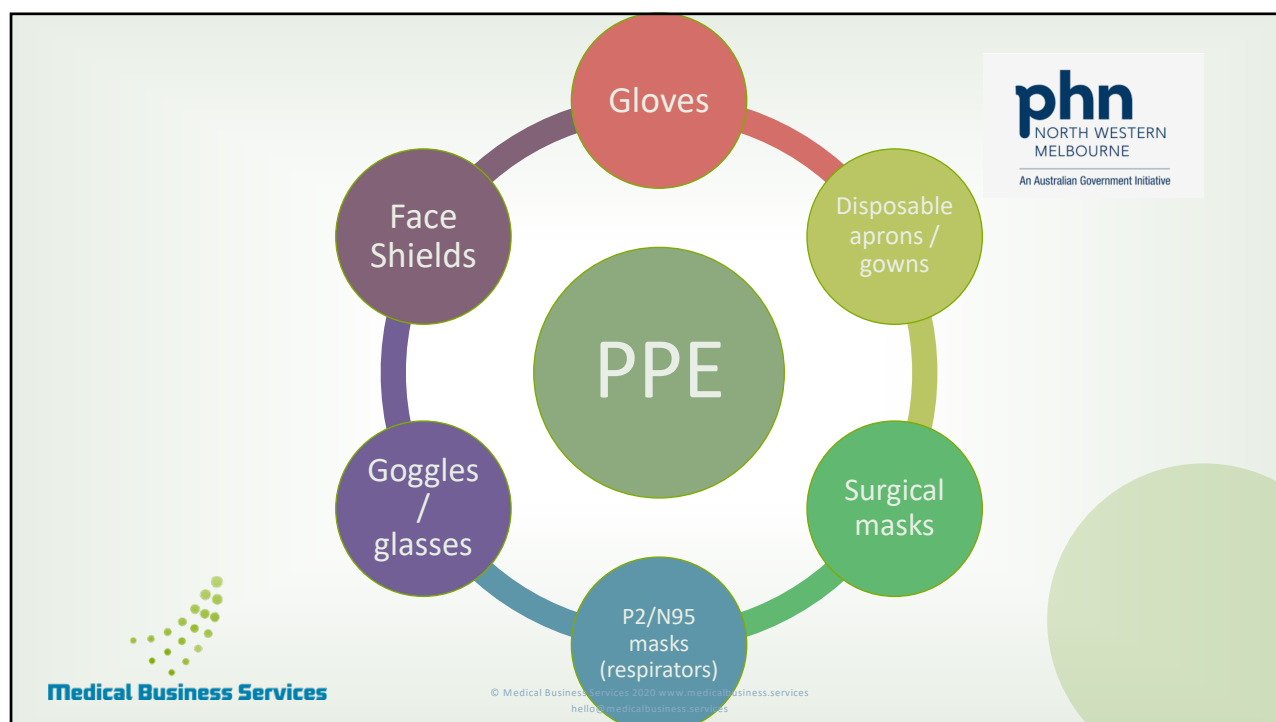 Gloves
phn
NORTH WESTERN
MELBOURNE
An Australian Government Initiative
Disposable
aprons /
gowns
Face
Shields
PPE
Surgical
masks
Goggles
/
glasses
P2/N95
masks
(respirators)
Medical Business Services
© Medical Business Services 2020 www.medicalbusiness.services
hello@medicalbusiness.services